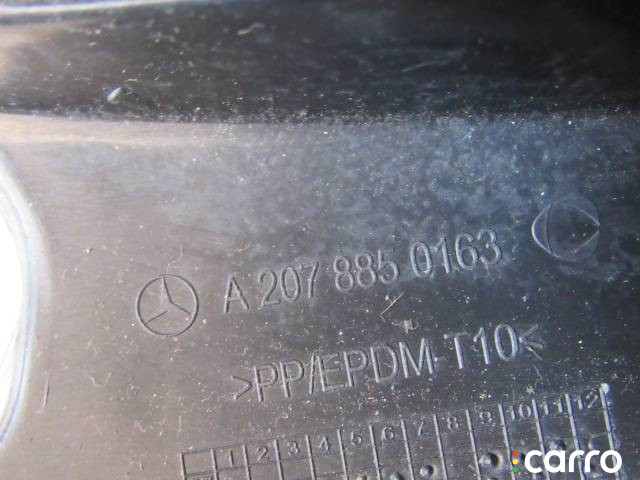 A 207 885 0163
>PP/EPDM-T10<
1 2 3 4 5 6 7 8 9 10 11 12
carro